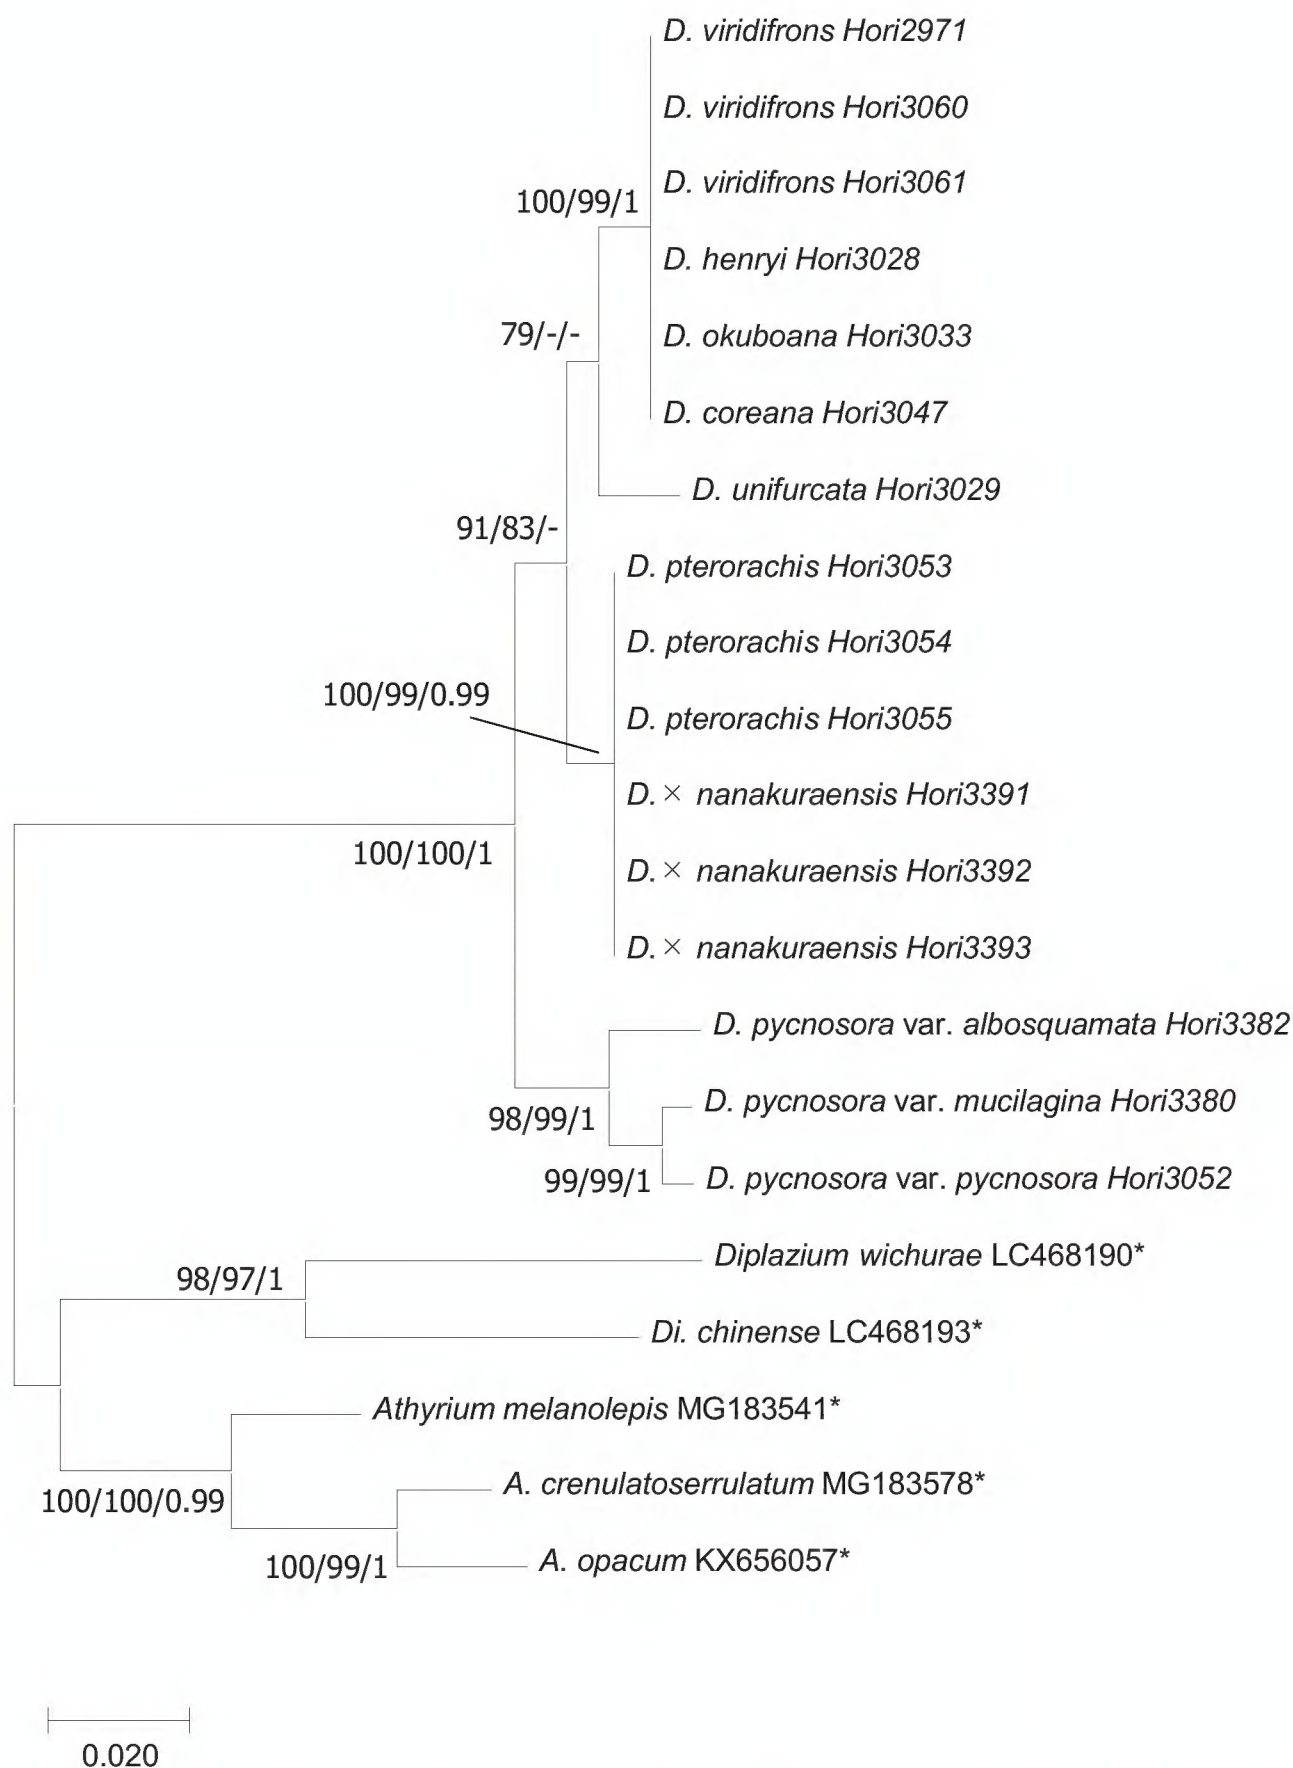 D. viridifrons Hori2971
D. viridifrons Hori3060
D. viridifrons Hori3061
100/99/1
D. henryi Hori3028
79/-/-
D. okuboana Hori3033
D. coreana Hori3047
D. unifurcata Hori3029
91/83/-
D. pterorachis Hori3053
D. pterorachis Hori3054
100/99/0.99
D. pterorachis Hori3055
D. × nanakuraensis Hori3391
100/100/1
D. × nanakuraensis Hori3392
D. × nanakuraensis Hori3393
D. pycnosora var. albosquamata Hori3382
D. pycnosora var. mucilagina Hori3380
98/99/1
D. pycnosora var. pycnosora Hori3052
99/99/1
Diplazium wichurae LC468190*
98/97/1
Di. chinense LC468193*
Athyrium melanolepis MG183541*
A. crenulatoserrulatum MG183578*
100/100/0.99
A. opacum KX656057*
100/99/1
0.020